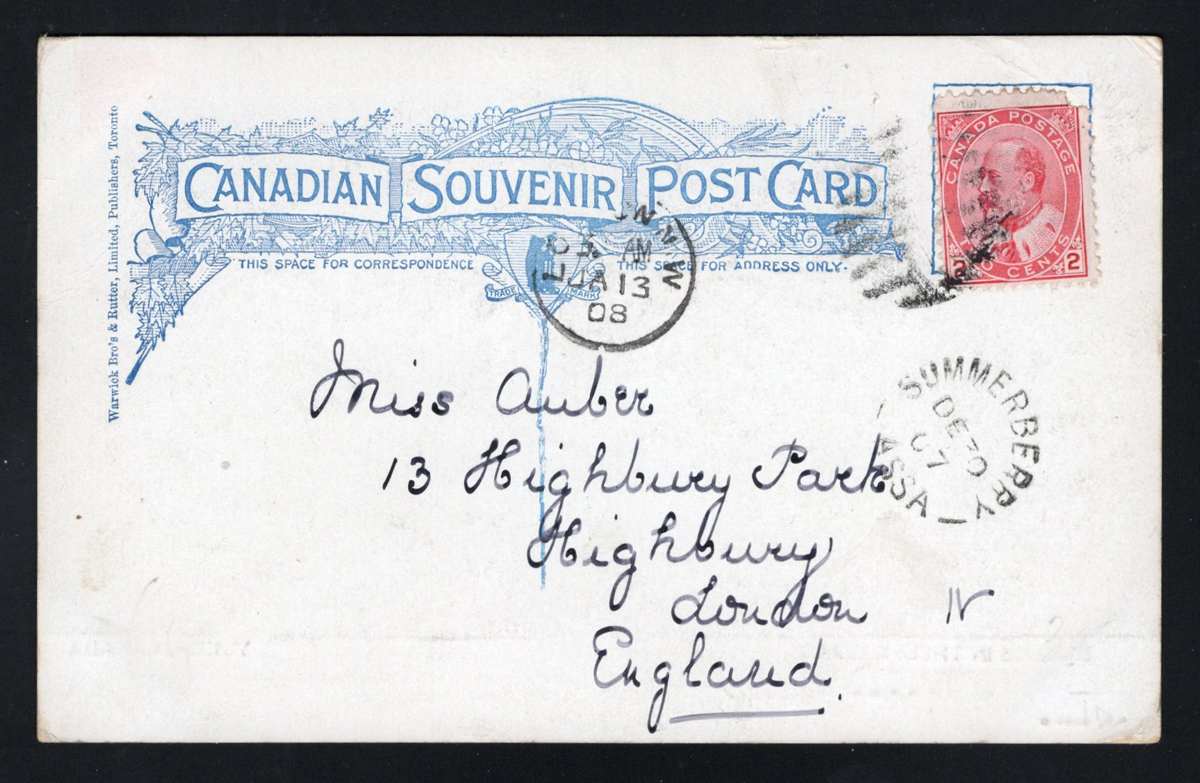 Warwick Bro's & Rutter, Limited, Publishers, Toronto
CANADIAN SOUVENIR POST CARD
THIS SPACE FOR CORRESPONDENCE
THIS SPACE FOR ADDRESS ONLY.
TRADE MARK
CANADA POSTAGE
2 TWO CENTS 2
AM
JA 13
08
SUMMERBERRY
DE 30
07
ASSA
Miss Auber
13 Highbury Park
Highbury
London N
England.